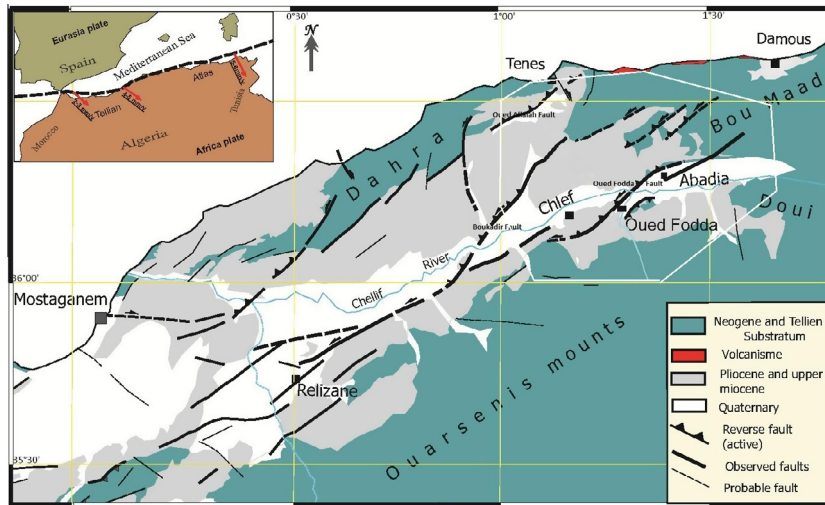 0°30'
1°00'
1°30'
Eurasia plate
Spain
Mediterranean Sea
Atlas
Tellian
Tunisia
Morocco
Algeria
Africa plate
N
Tenes
Damous
Oued Allalah Fault
Bou Maad
Dahra
Oued Fodda Fault
Abadia
Chlef
Doui
Oued Fodda
Boukadir Fault
River
Chellif
36°00'
Mostaganem
Relizane
Ouarsenis mounts
35°30'
Neogene and Tellien
Substratum
Volcanisme
Pliocene and upper
miocene
Quaternary
Reverse fault
(active)
Observed faults
Probable fault